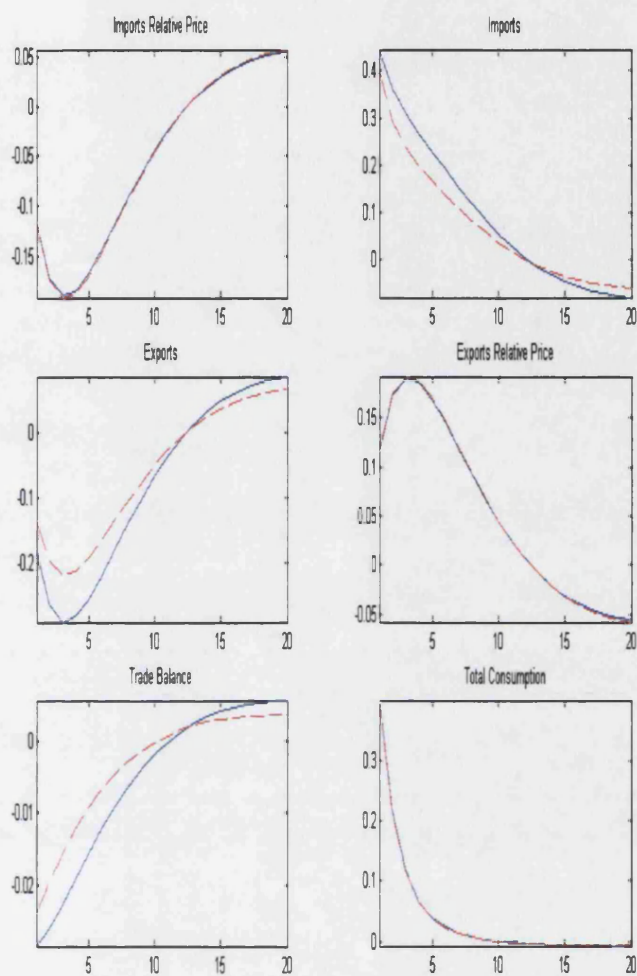 Imports Relative Price
0.05
0
-0.05
-0.1
-0.15
5 10 15 20
Imports
0.4
0.3
0.2
0.1
0
5 10 15 20
Exports
0
-0.1
-0.2
5 10 15 20
Exports Relative Price
0.15
0.1
0.05
0
-0.05
5 10 15 20
Trade Balance
0
-0.01
-0.02
5 10 15 20
Total Consumption
0.3
0.2
0.1
0
5 10 15 20